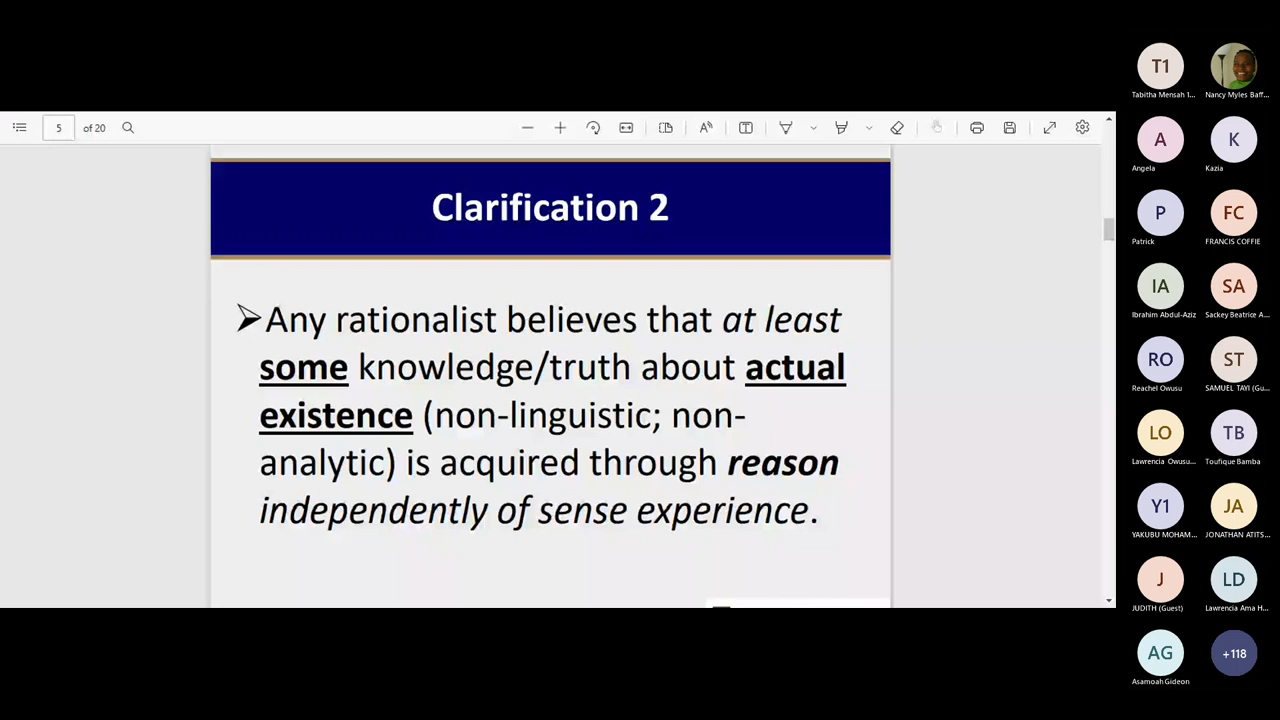 5 of 20
Clarification 2
➢Any rationalist believes that at least
some knowledge/truth about actual
existence (non-linguistic; non-
analytic) is acquired through reason
independently of sense experience.
T1
Tabitha Mensah 1...
Nancy Myles Baff...
A
Angela
K
Kazia
P
Patrick
FC
FRANCIS COFFIE
IA
Ibrahim Abdul-Aziz
SA
Sackey Beatrice A...
RO
Reachel Owusu
ST
SAMUEL TAYI (Gu...
LO
Lawrencia Owusu...
TB
Toufique Bamba
Y1
YAKUBU MOHAM...
JA
JONATHAN ATITS...
J
JUDITH (Guest)
LD
Lawrencia Ama H...
AG
Asamoah Gideon
+118